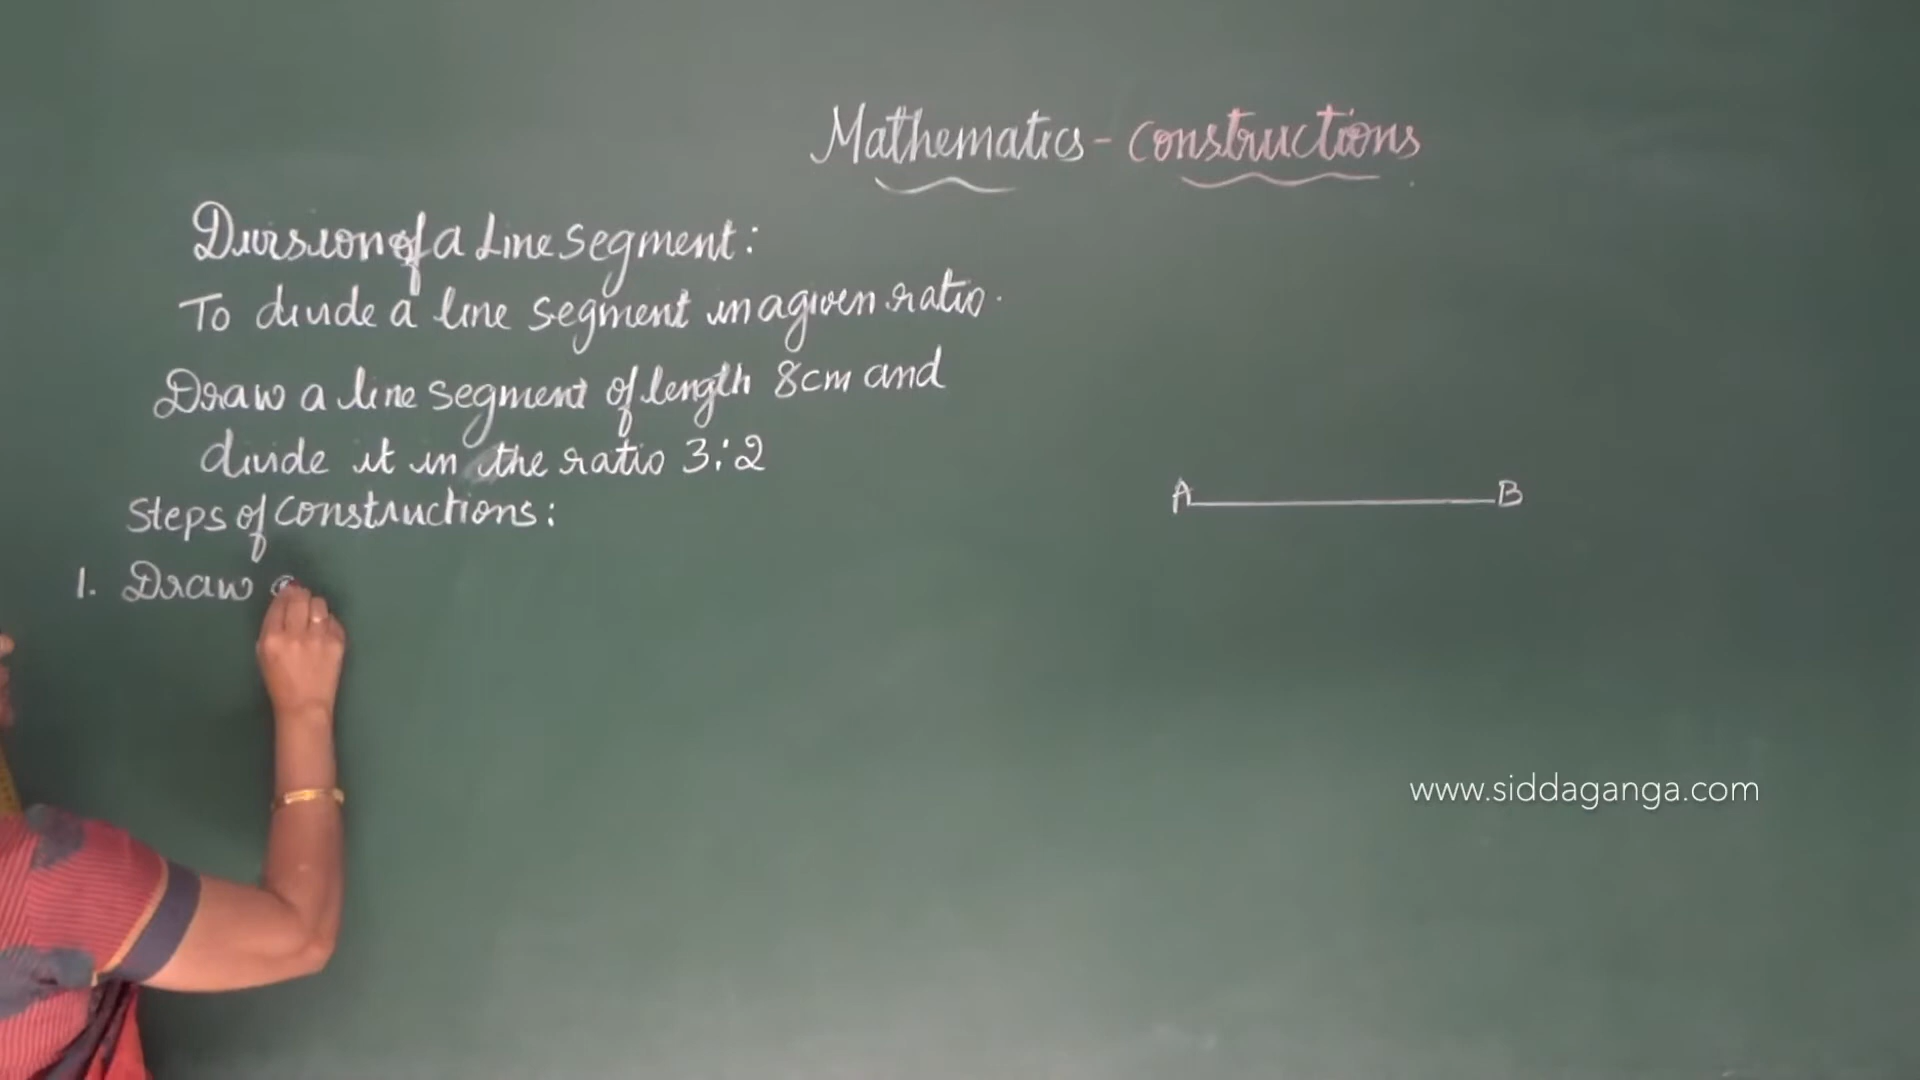 Mathematics - Constructions
Division of a Line Segment :
To divide a line segment in a given ratio.
Draw a line segment of length 8cm and
divide it in the ratio 3:2
Steps of Constructions :
1. Draw a
A B
www.siddaganga.com